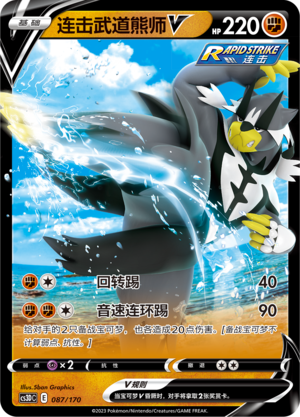 基础
连击武道熊师V HP 220
RAPID STRIKE
连击
回转踢 40
音速连环踢 90
给对手的2只备战宝可梦，也各造成20点伤害。[备战宝可梦不
计算弱点、抗性。]
弱点 ×2 抗性 撤退
Illus. 5ban Graphics
V规则
当宝可梦V昏厥时，对手将拿取2张奖赏卡。
cs3DC E 087/170
©2023 Pokémon/Nintendo/Creatures/GAME FREAK.